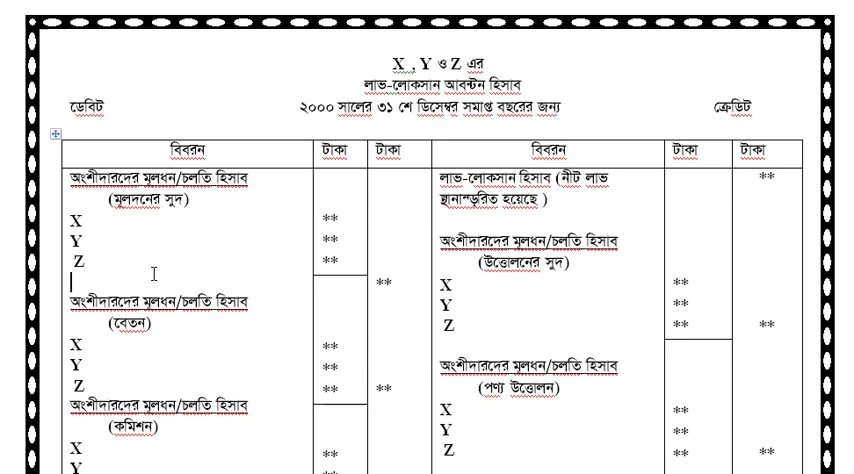 X , Y ও Z এর
লাভ-লোকসান আবন্টন হিসাব
ডেবিট ২০০০ সালের ৩১ শে ডিসেম্বর সমাপ্ত বছরের জন্য ক্রেডিট
বিবরন টাকা টাকা বিবরন টাকা টাকা
অংশীদারদের মূলধন/চলতি হিসাব
(মূলদনের সুদ)
X **
Y **
Z **
**
অংশীদারদের মূলধন/চলতি হিসাব
(বেতন)
X **
Y **
Z ** **
অংশীদারদের মূলধন/চলতি হিসাব
(কমিশন)
X **
Y **
লাভ-লোকসান হিসাব (নীট লাভ **
হয়েছে )
অংশীদারদের মূলধন/চলতি হিসাব
(উত্তোলনের সুদ)
X **
Y **
Z ** **
অংশীদারদের মূলধন/চলতি হিসাব
(পণ্য উত্তোলন)
X **
Y **
Z ** **